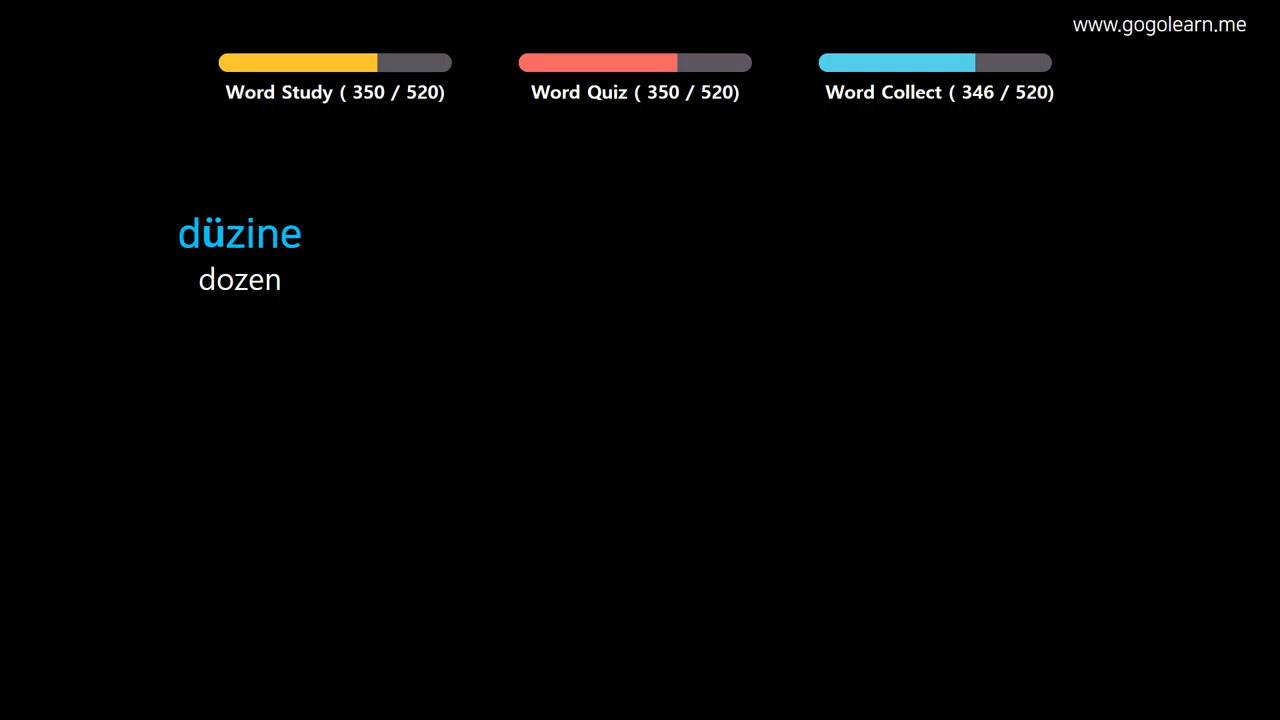 www.gogolearn.me
Word Study ( 350 / 520)
Word Quiz ( 350 / 520)
Word Collect ( 346 / 520)
düzine
dozen